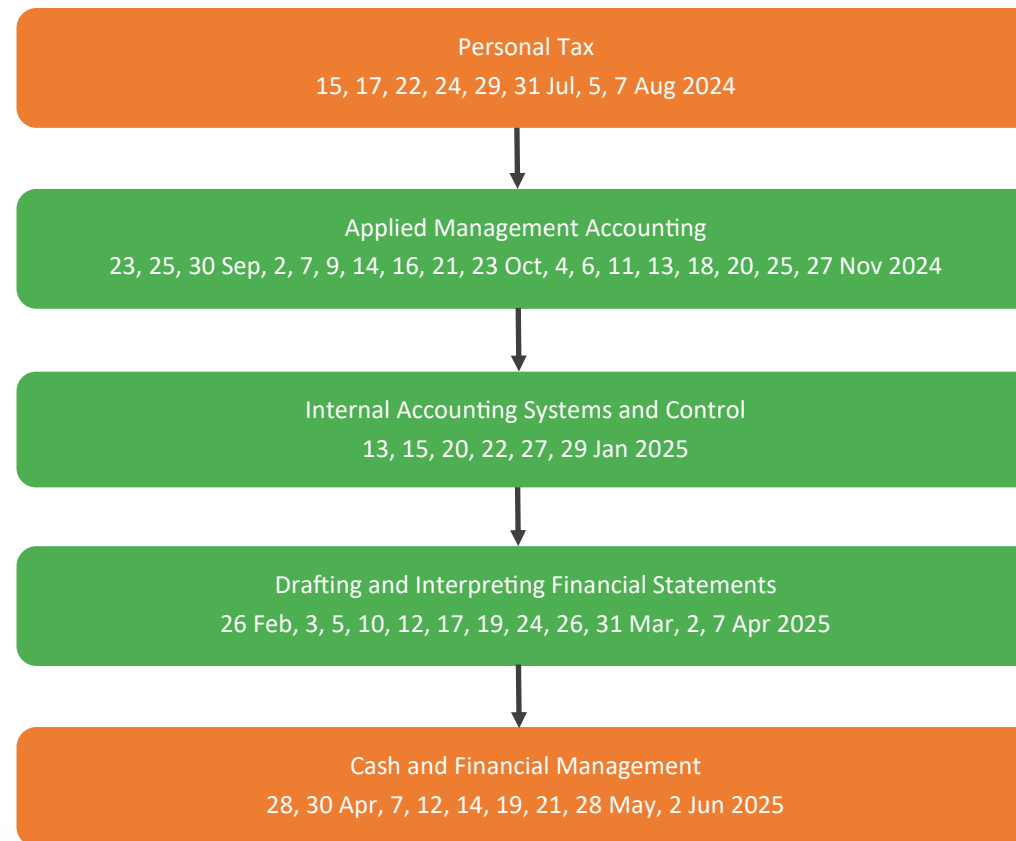 Personal Tax
15, 17, 22, 24, 29, 31 Jul, 5, 7 Aug 2024
Applied Management Accounting
23, 25, 30 Sep, 2, 7, 9, 14, 16, 21, 23 Oct, 4, 6, 11, 13, 18, 20, 25, 27 Nov 2024
Internal Accounting Systems and Control
13, 15, 20, 22, 27, 29 Jan 2025
Drafting and Interpreting Financial Statements
26 Feb, 3, 5, 10, 12, 17, 19, 24, 26, 31 Mar, 2, 7 Apr 2025
Cash and Financial Management
28, 30 Apr, 7, 12, 14, 19, 21, 28 May, 2 Jun 2025